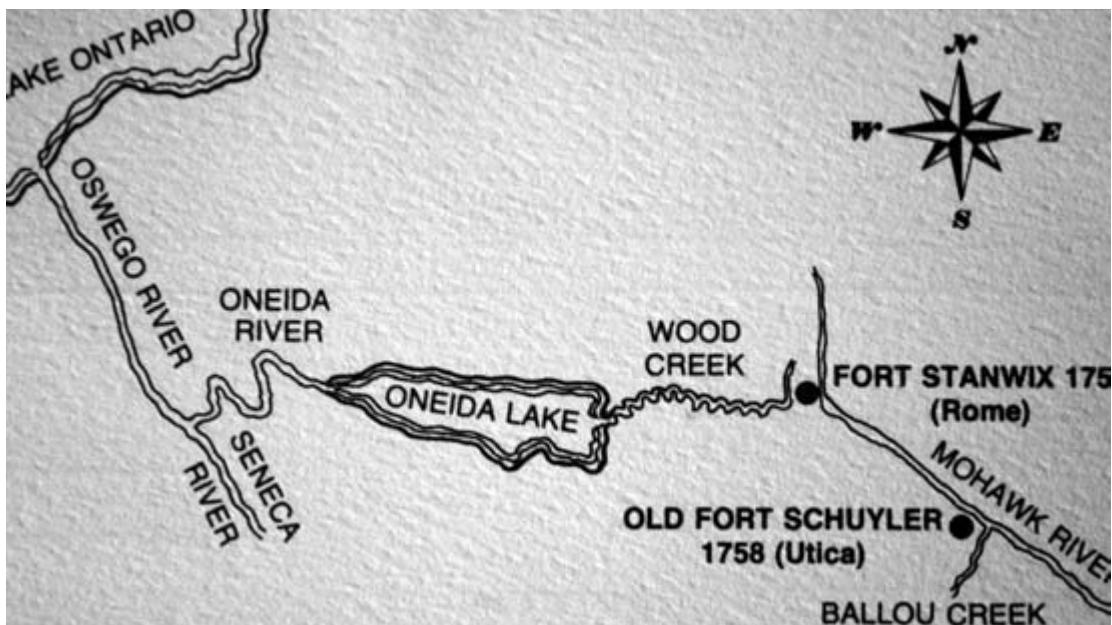 AKE ONTARIO
N
W
E
S
OSWEGO RIVER
ONEIDA
RIVER
WOOD
CREEK
ONEIDA LAKE
FORT STANWIX 175
(Rome)
SENECA
RIVER
MOHAWK RIVER
OLD FORT SCHUYLER
1758 (Utica)
BALLOU CREEK